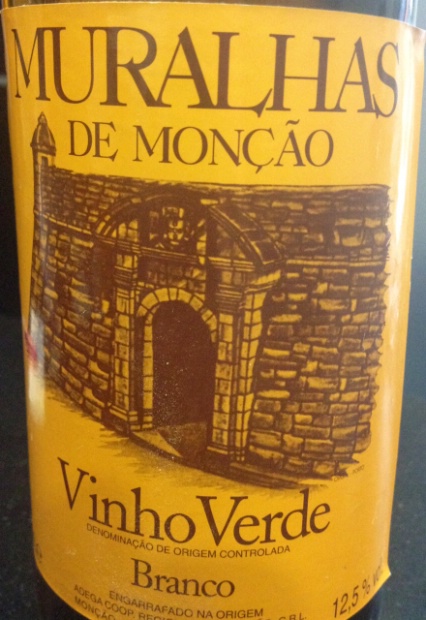 MURALHAS
DE MONÇÃO
Vinho Verde
DENOMINAÇÃO DE ORIGEM CONTROLADA
Branco
ENGARRAFADO NA ORIGEM
ADEGA COOP. S.C.R.L.
MONÇÃO
12,5%